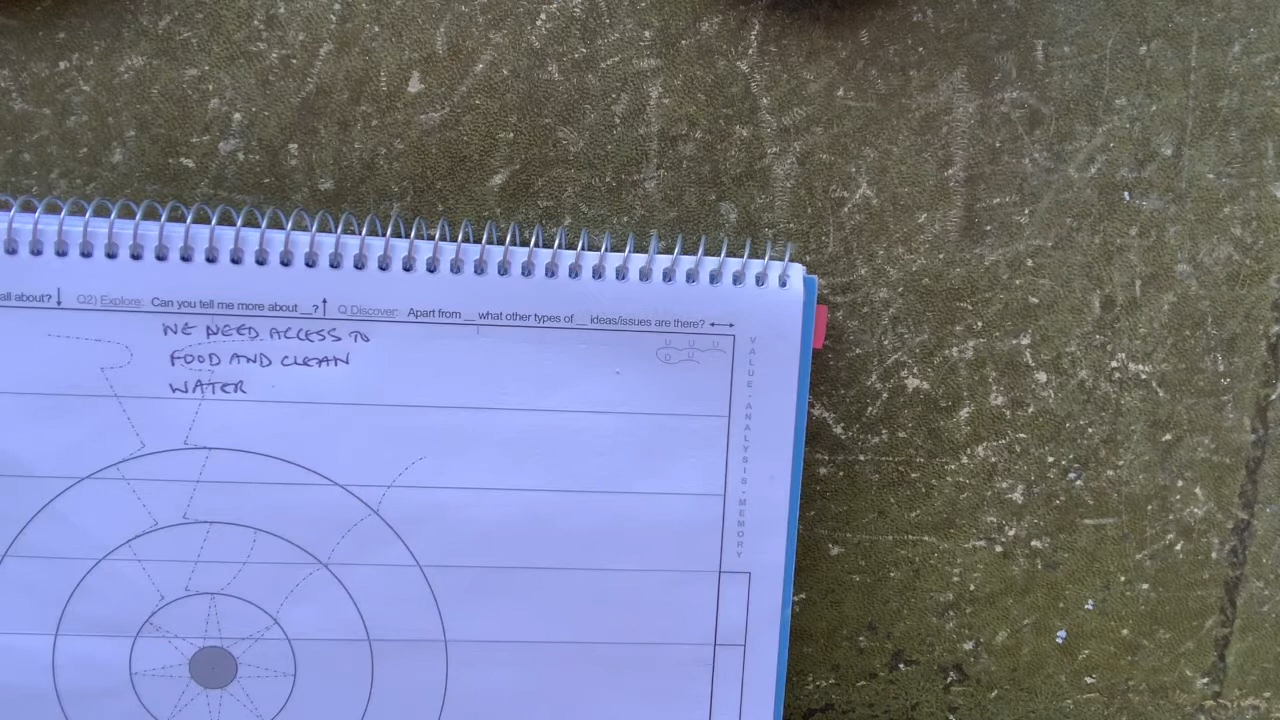 all about? Q2) Explore: Can you tell me more about __? Q Discover: Apart from __ what other types of __ ideas/issues are there?
WE NEED ACCESS TO
FOOD AND CLEAN
WATER
U U U
D U
VALUE-ANALYSIS-MEMORY